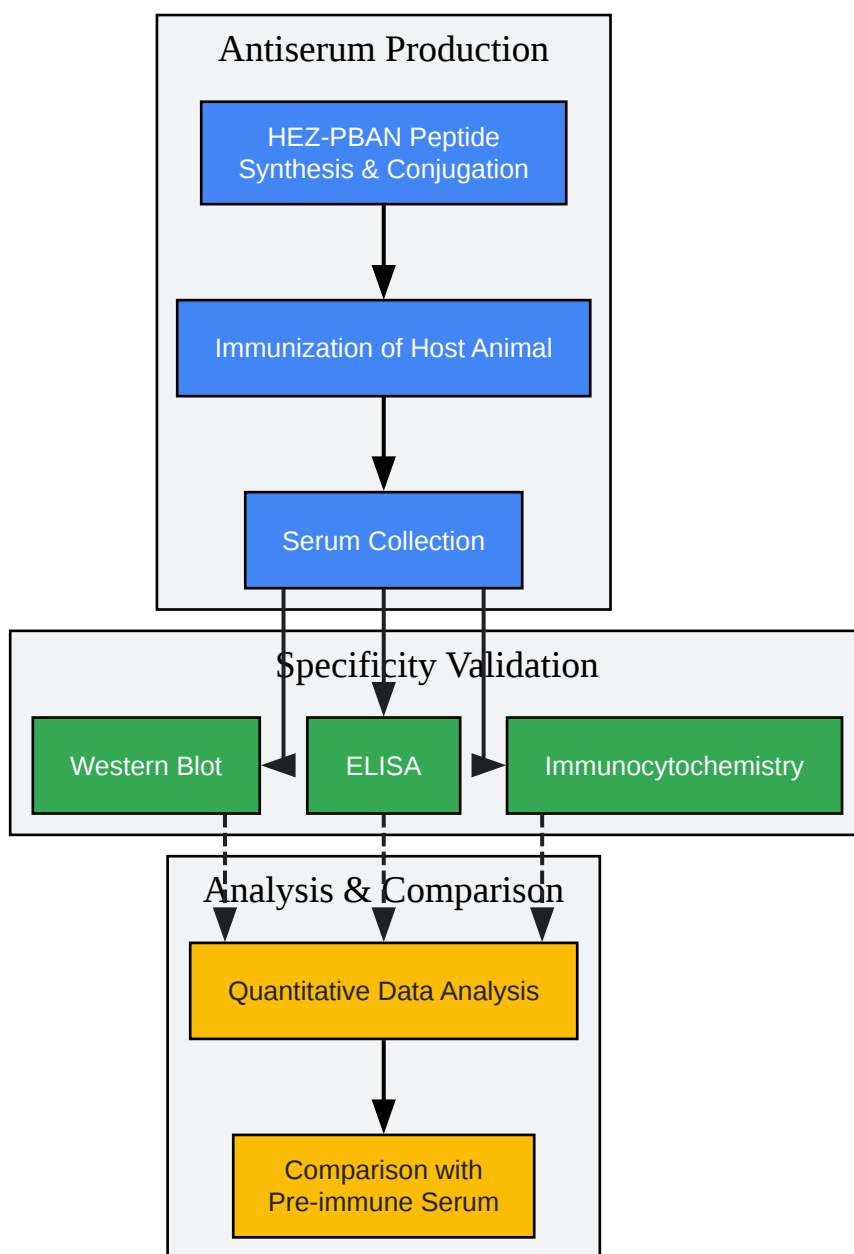 Antiserum Production
HEZ-PBAN Peptide
Synthesis & Conjugation
Immunization of Host Animal
Serum Collection
Specificity Validation
Western Blot
ELISA
Immunocytochemistry
Analysis & Comparison
Quantitative Data Analysis
Comparison with
Pre-immune Serum